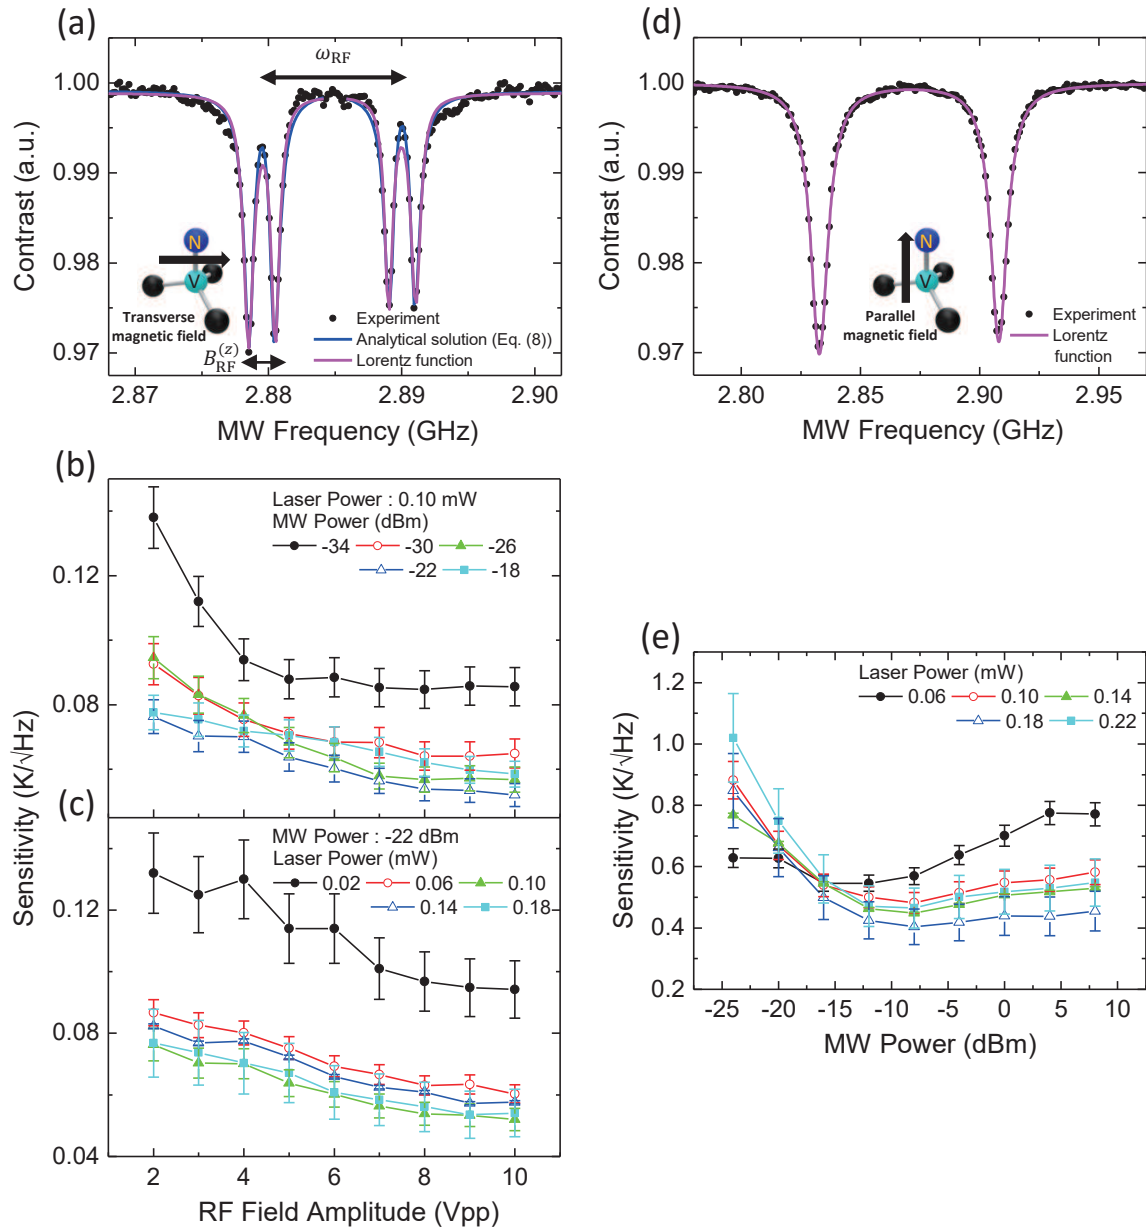 (a)
ω_RF
1.00
0.99
0.98
0.97
Contrast (a.u.)
N
V
Transverse
magnetic field
B_RF^(z)
Experiment
Analytical solution (Eq. (8))
Lorentz function
2.87 2.88 2.89 2.90
MW Frequency (GHz)
(d)
1.00
0.99
0.98
0.97
Contrast (a.u.)
N
V
Parallel
magnetic field
Experiment
Lorentz
function
2.80 2.85 2.90 2.95
MW Frequency (GHz)
(b)
Laser Power : 0.10 mW
MW Power (dBm)
-34 -30 -26
-22 -18
0.12
0.08
Sensitivity (K/√Hz)
(c)
MW Power : -22 dBm
Laser Power (mW)
0.02 0.06 0.10
0.14 0.18
0.12
0.08
0.04
2 4 6 8 10
RF Field Amplitude (Vpp)
(e)
Laser Power (mW)
0.06 0.10 0.14
0.18 0.22
1.2
1.0
0.8
0.6
0.4
0.2
Sensitivity (K/√Hz)
-25 -20 -15 -10 -5 0 5 10
MW Power (dBm)